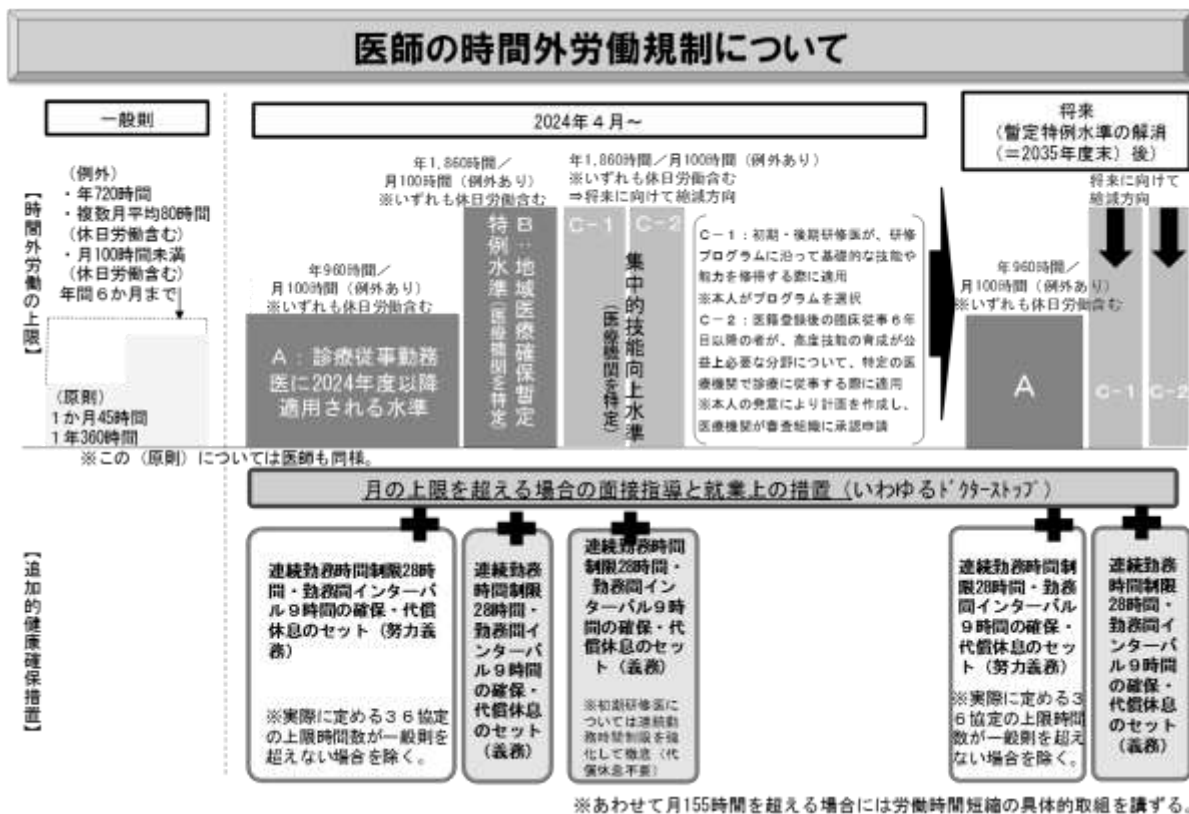 医師の時間外労働規制について
一般則
2024年4月～
将来
（暫定特例水準の解消
（＝2035年度末）後）
【時間外労働の上限】
（例外）
・年720時間
・複数月平均80時間
（休日労働含む）
・月100時間未満
（休日労働含む）
年間6か月まで
（原則）
1か月45時間
1年360時間
※この（原則）については医師も同様。
年960時間／
月100時間（例外あり）
※いずれも休日労働含む
A：診療従事勤務
医に2024年度以降
適用される水準
年1,860時間／
月100時間（例外あり）
※いずれも休日労働含む
B：地域医療確保暫定
特例水準（医療機関を特定）
年1,860時間／月100時間（例外あり）
※いずれも休日労働含む
⇒将来に向けて縮減方向
C－1
C－2
集中的技能向上水準
（医療機関を特定）
C－1：初期・後期研修医が、研修
プログラムに沿って基礎的な技能や
能力を修得する際に適用
※本人がプログラムを選択
C－2：医籍登録後の臨床従事6年
目以降の者が、高度技能の育成が公
益上必要な分野について、特定の医
療機関で診療に従事する際に適用
※本人の発意により計画を作成し、
医療機関が審査組織に承認申請
年960時間／
月100時間（例外あり）
※いずれも休日労働含む
A
将来に向けて
縮減方向
C－1
C－2
【追加的健康確保措置】
月の上限を超える場合の面接指導と就業上の措置（いわゆるﾄﾞｸﾀｰｽﾄｯﾌﾟ）
連続勤務時間制限28時
間・勤務間インターバ
ル9時間の確保・代償
休息のセット（努力義
務）
※実際に定める36協定
の上限時間数が一般則を
超えない場合を除く。
連続勤務
時間制限
28時間・
勤務間イ
ンターバ
ル9時間
の確保・
代償休息
のセット
（義務）
連続勤務時間
制限28時間・
勤務間イン
ターバル9時
間の確保・代
償休息のセッ
ト（義務）
※初期研修医に
ついては連続勤
務時間制限を強
化して徹底（代
償休息不要）
連続勤務時間制
限28時間・勤務
間インターバル
9時間の確保・
代償休息のセッ
ト（努力義務）
※実際に定める3
6協定の上限時間
数が一般則を超え
ない場合を除く。
連続勤務
時間制限
28時間・
勤務間イ
ンターバ
ル9時間
の確保・
代償休息
のセット
（義務）
※あわせて月155時間を超える場合には労働時間短縮の具体的取組を講ずる。